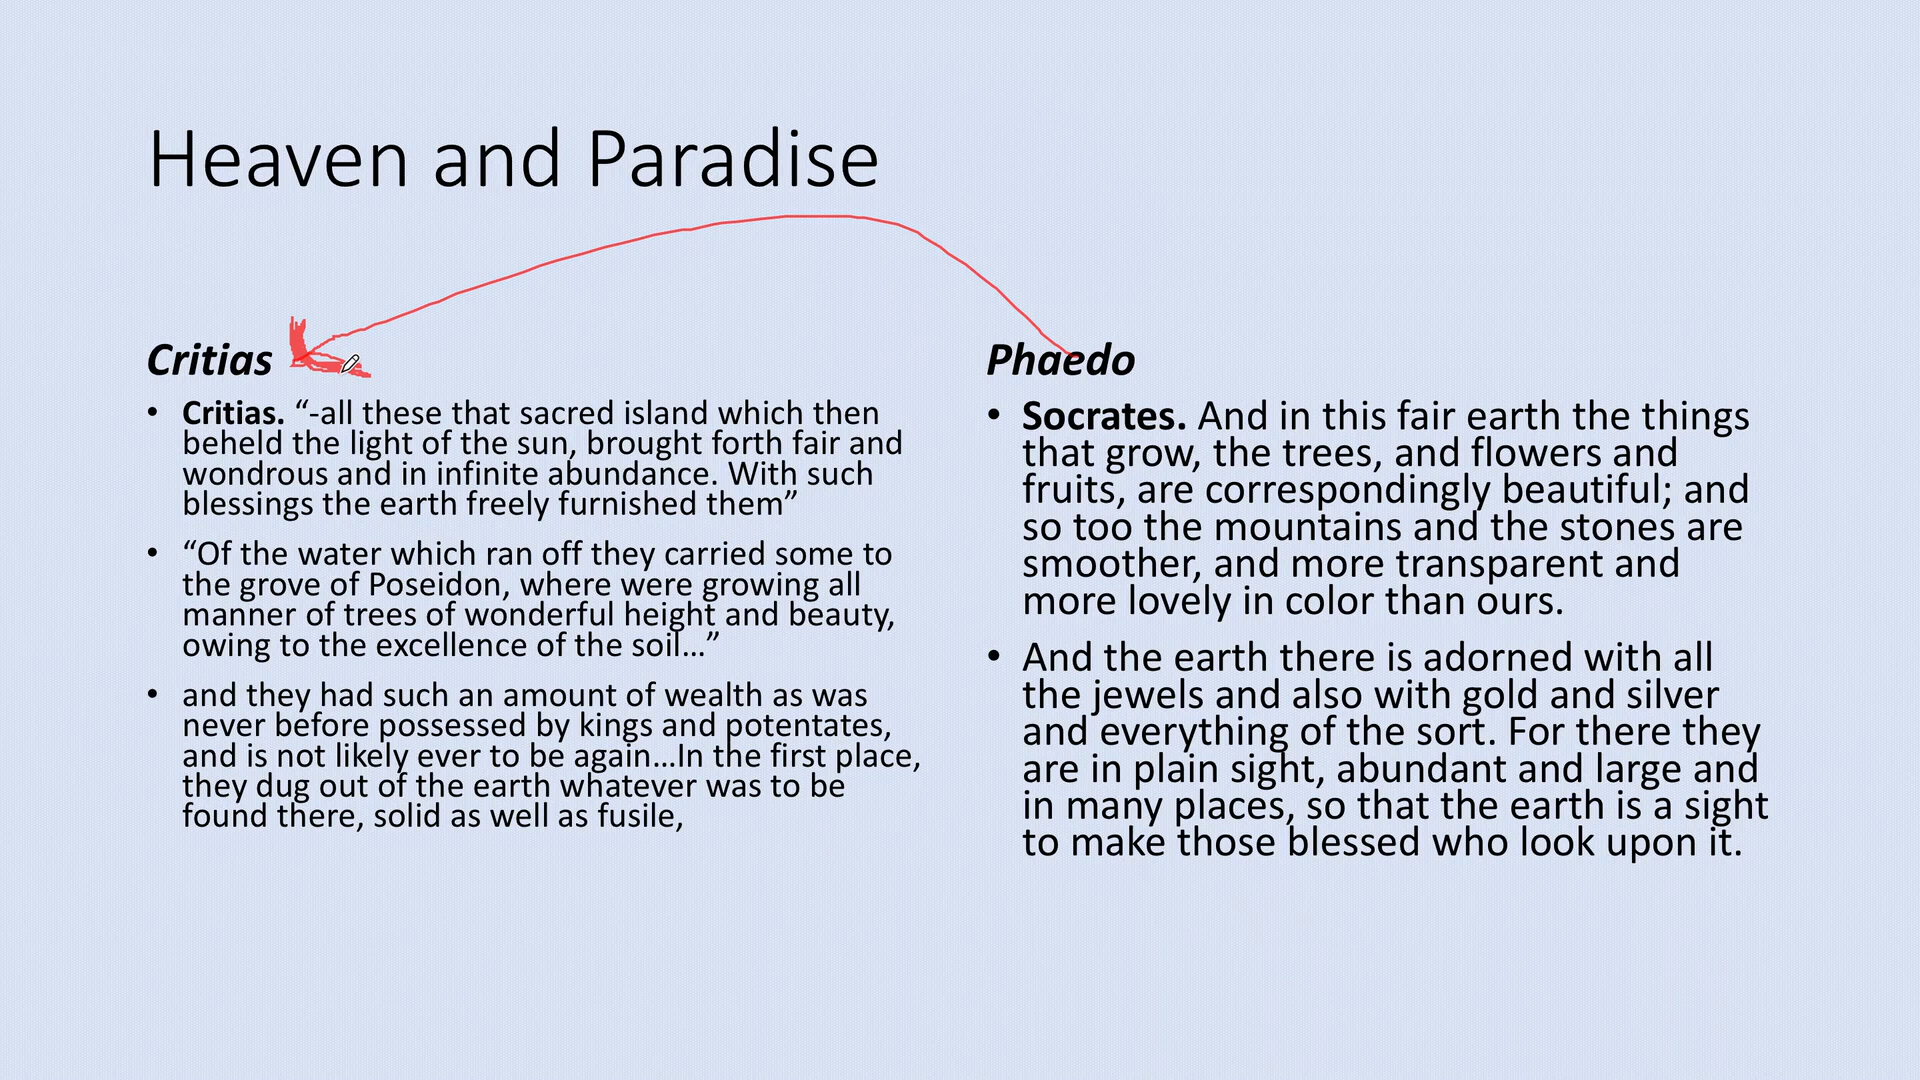 Heaven and Paradise
Critias
• Critias. “-all these that sacred island which then
beheld the light of the sun, brought forth fair and
wondrous and in infinite abundance. With such
blessings the earth freely furnished them”
• “Of the water which ran off they carried some to
the grove of Poseidon, where were growing all
manner of trees of wonderful height and beauty,
owing to the excellence of the soil…”
• and they had such an amount of wealth as was
never before possessed by kings and potentates,
and is not likely ever to be again…In the first place,
they dug out of the earth whatever was to be
found there, solid as well as fusile,
Phaedo
• Socrates. And in this fair earth the things
that grow, the trees, and flowers and
fruits, are correspondingly beautiful; and
so too the mountains and the stones are
smoother, and more transparent and
more lovely in color than ours.
• And the earth there is adorned with all
the jewels and also with gold and silver
and everything of the sort. For there they
are in plain sight, abundant and large and
in many places, so that the earth is a sight
to make those blessed who look upon it.